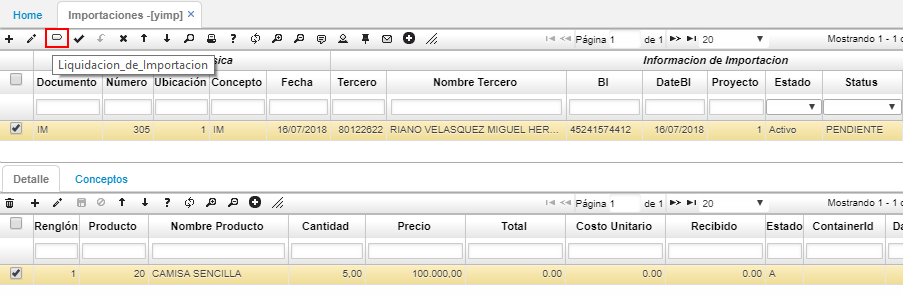 Home
Importaciones -[yimp] ×
Página 1 de 1 20 Mostrando 1 - 1
Liquidacion_de_Importacion
sica Informacion de Importacion
Documento Número Ubicación Concepto Fecha Tercero Nombre Tercero BI DateBI Proyecto Estado Status
IM 305 1 IM 16/07/2018 80122622 RIANO VELASQUEZ MIGUEL HER... 45241574412 16/07/2018 1 Activo PENDIENTE
Detalle Conceptos
Página 1 de 1 20 Mostrando 1 - 1
Renglón Producto Nombre Producto Cantidad Precio Total Costo Unitario Recibido Estado ContainerId Da
1 20 CAMISA SENCILLA 5,00 100.000,00 0.00 0.00 0.00 A